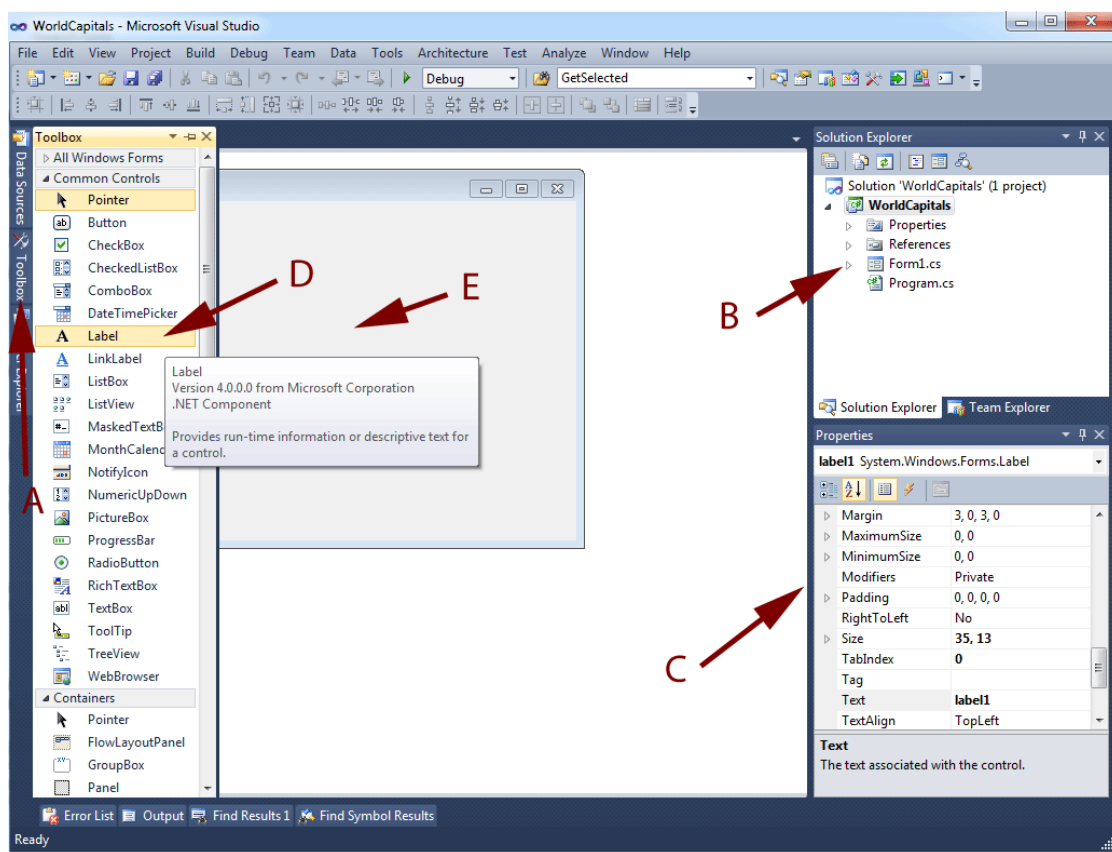 WorldCapitals - Microsoft Visual Studio
File Edit View Project Build Debug Team Data Tools Architecture Test Analyze Window Help
Debug GetSelected
Data Sources
Toolbox
Explorer
Toolbox
All Windows Forms
Common Controls
Pointer
Button
CheckBox
CheckedListBox
ComboBox
DateTimePicker
Label
LinkLabel
ListBox
ListView
MaskedTextB
MonthCalend
NotifyIcon
NumericUpDown
PictureBox
ProgressBar
RadioButton
RichTextBox
TextBox
ToolTip
TreeView
WebBrowser
Containers
Pointer
FlowLayoutPanel
GroupBox
Panel
Label
Version 4.0.0.0 from Microsoft Corporation
.NET Component
Provides run-time information or descriptive text for
a control.
A
D
E
B
C
Solution Explorer
Solution 'WorldCapitals' (1 project)
WorldCapitals
Properties
References
Form1.cs
Program.cs
Solution Explorer Team Explorer
Properties
label1 System.Windows.Forms.Label
Margin 3, 0, 3, 0
MaximumSize 0, 0
MinimumSize 0, 0
Modifiers Private
Padding 0, 0, 0, 0
RightToLeft No
Size 35, 13
TabIndex 0
Tag
Text label1
TextAlign TopLeft
Text
The text associated with the control.
Error List Output Find Results 1 Find Symbol Results
Ready